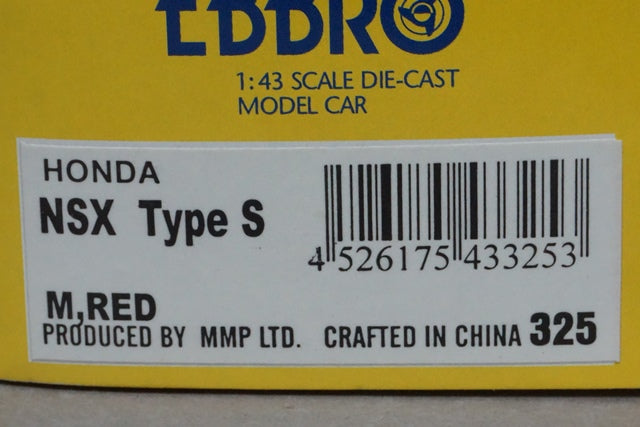 EBBRO
1:43 SCALE DIE-CAST
MODEL CAR
HONDA
NSX Type S
4 526175 433253
M,RED
PRODUCED BY MMP LTD. CRAFTED IN CHINA 325